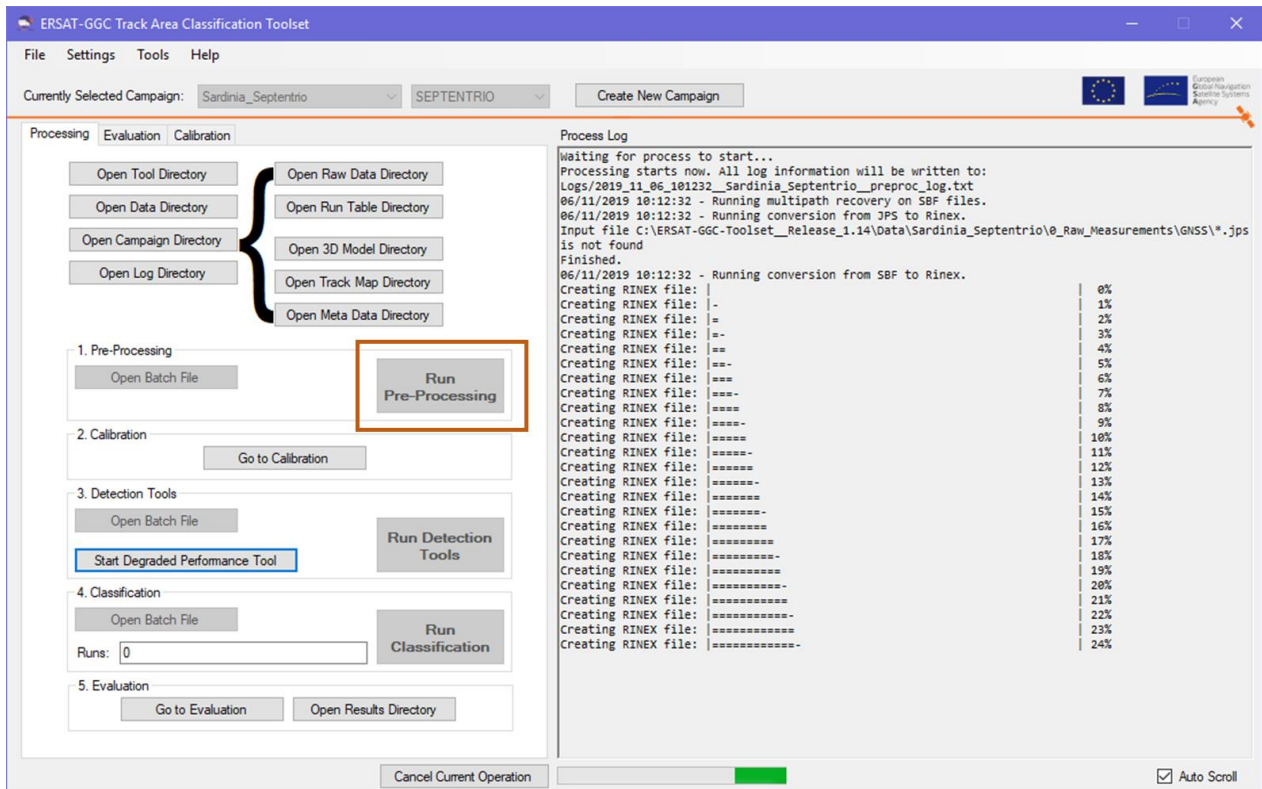 ERSAT-GGC Track Area Classification Toolset
File Settings Tools Help
Currently Selected Campaign: Sardinia_Septentrio SEPTENTRIO Create New Campaign
European
Global Navigation
Satellite Systems
Agency
Processing Evaluation Calibration
Open Tool Directory
Open Data Directory
Open Campaign Directory
Open Log Directory
Open Raw Data Directory
Open Run Table Directory
Open 3D Model Directory
Open Track Map Directory
Open Meta Data Directory
1. Pre-Processing
Open Batch File
Run
Pre-Processing
2. Calibration
Go to Calibration
3. Detection Tools
Open Batch File
Start Degraded Performance Tool
Run Detection
Tools
4. Classification
Open Batch File
Runs: 0
Run
Classification
5. Evaluation
Go to Evaluation Open Results Directory
Cancel Current Operation
Process Log
Waiting for process to start...
Processing starts now. All log information will be written to:
Logs/2019_11_06_101232__Sardinia_Septentrio__preproc_log.txt
06/11/2019 10:12:32 - Running multipath recovery on SBF files.
06/11/2019 10:12:32 - Running conversion from JPS to Rinex.
Input file C:\ERSAT-GGC-Toolset__Release_1.14\Data\Sardinia_Septentrio\0_Raw_Measurements\GNSS\*.jps
is not found
Finished.
06/11/2019 10:12:32 - Running conversion from SBF to Rinex.
Creating RINEX file: | | 0%
Creating RINEX file: |- | 1%
Creating RINEX file: |= | 2%
Creating RINEX file: |=- | 3%
Creating RINEX file: |== | 4%
Creating RINEX file: |==- | 5%
Creating RINEX file: |=== | 6%
Creating RINEX file: |===- | 7%
Creating RINEX file: |==== | 8%
Creating RINEX file: |====- | 9%
Creating RINEX file: |===== | 10%
Creating RINEX file: |=====- | 11%
Creating RINEX file: |====== | 12%
Creating RINEX file: |======- | 13%
Creating RINEX file: |======= | 14%
Creating RINEX file: |=======- | 15%
Creating RINEX file: |======== | 16%
Creating RINEX file: |========= | 17%
Creating RINEX file: |=========- | 18%
Creating RINEX file: |========== | 19%
Creating RINEX file: |==========- | 20%
Creating RINEX file: |=========== | 21%
Creating RINEX file: |===========- | 22%
Creating RINEX file: |============ | 23%
Creating RINEX file: |============- | 24%
Auto Scroll